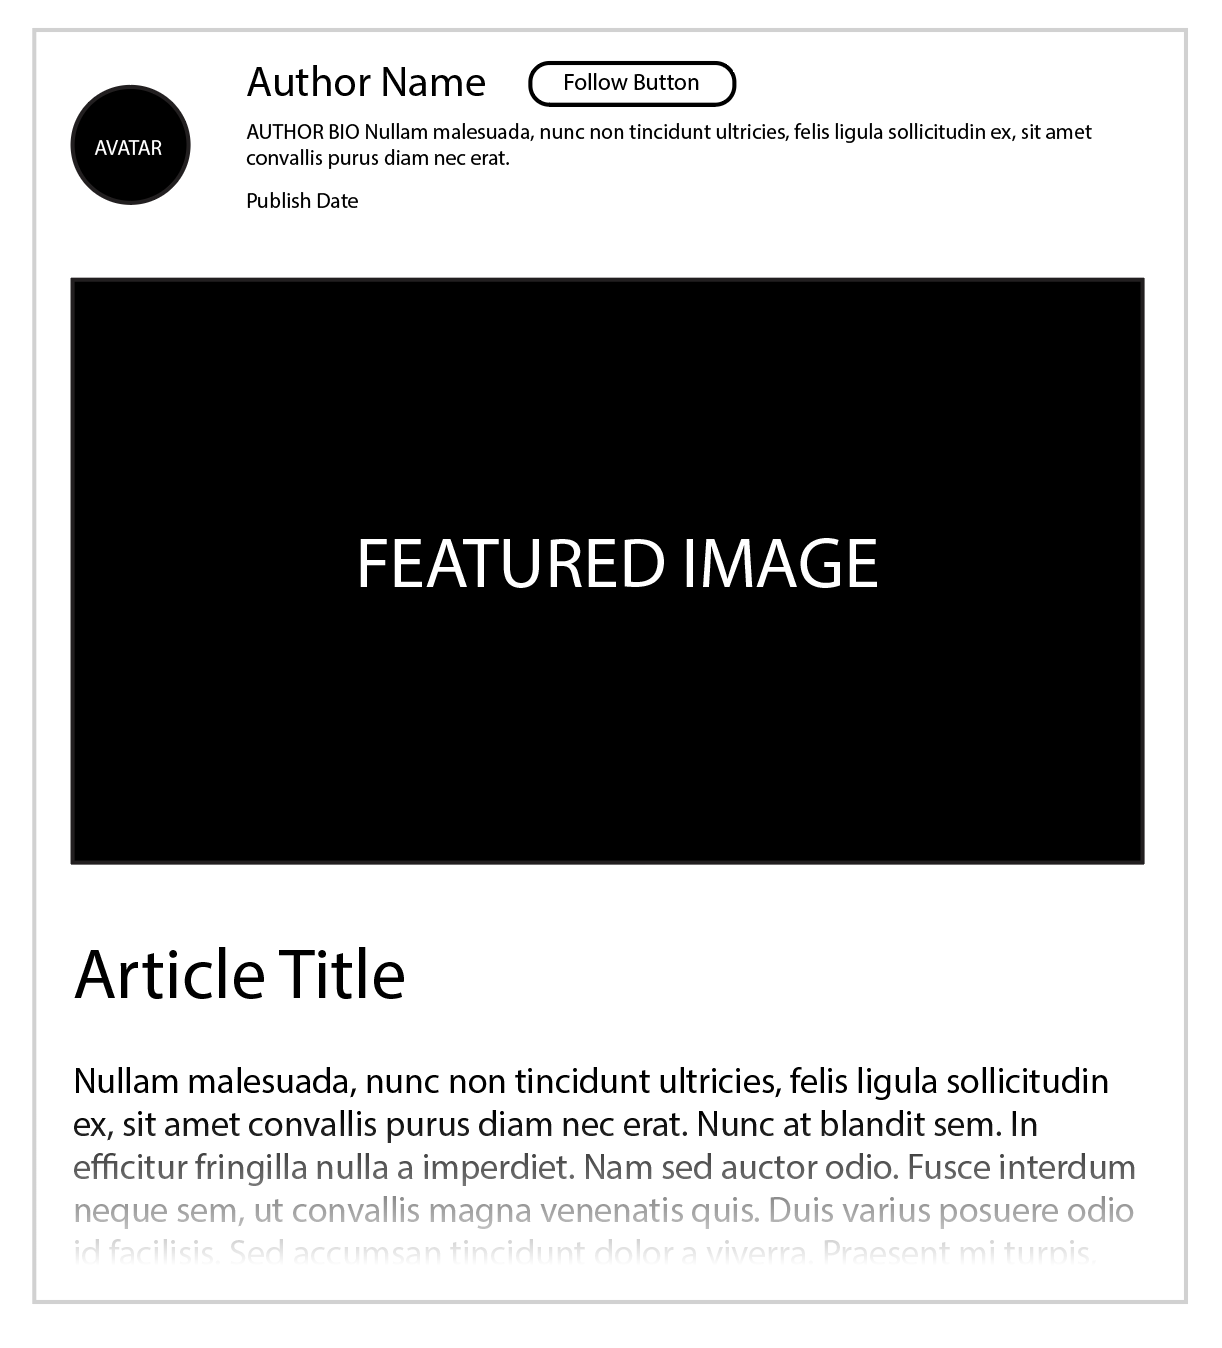 Author Name
Follow Button
AVATAR
AUTHOR BIO Nullam malesuada, nunc non tincidunt ultricies, felis ligula sollicitudin ex, sit amet
convallis purus diam nec erat.
Publish Date
FEATURED IMAGE
Article Title
Nullam malesuada, nunc non tincidunt ultricies, felis ligula sollicitudin
ex, sit amet convallis purus diam nec erat. Nunc at blandit sem. In
efficitur fringilla nulla a imperdiet. Nam sed auctor odio. Fusce interdum
neque sem, ut convallis magna venenatis quis. Duis varius posuere odio
id facilisis. Sed accumsan tincidunt dolor a viverra. Praesent mi turpis.